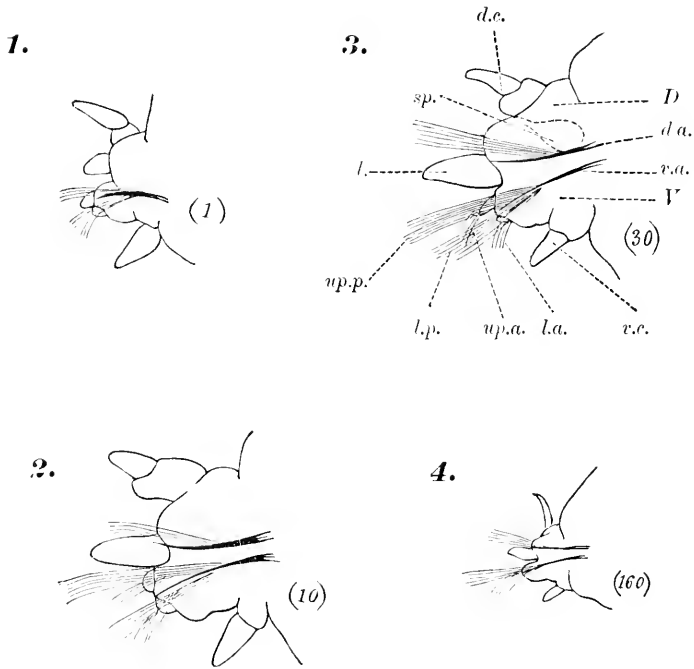 1.
(1)
3.
d.c.
sp.
D
d.a.
l.
v.a.
V
(30)
up.p.
l.p.
up.a.
l.a.
v.c.
2.
(10)
4.
(160)